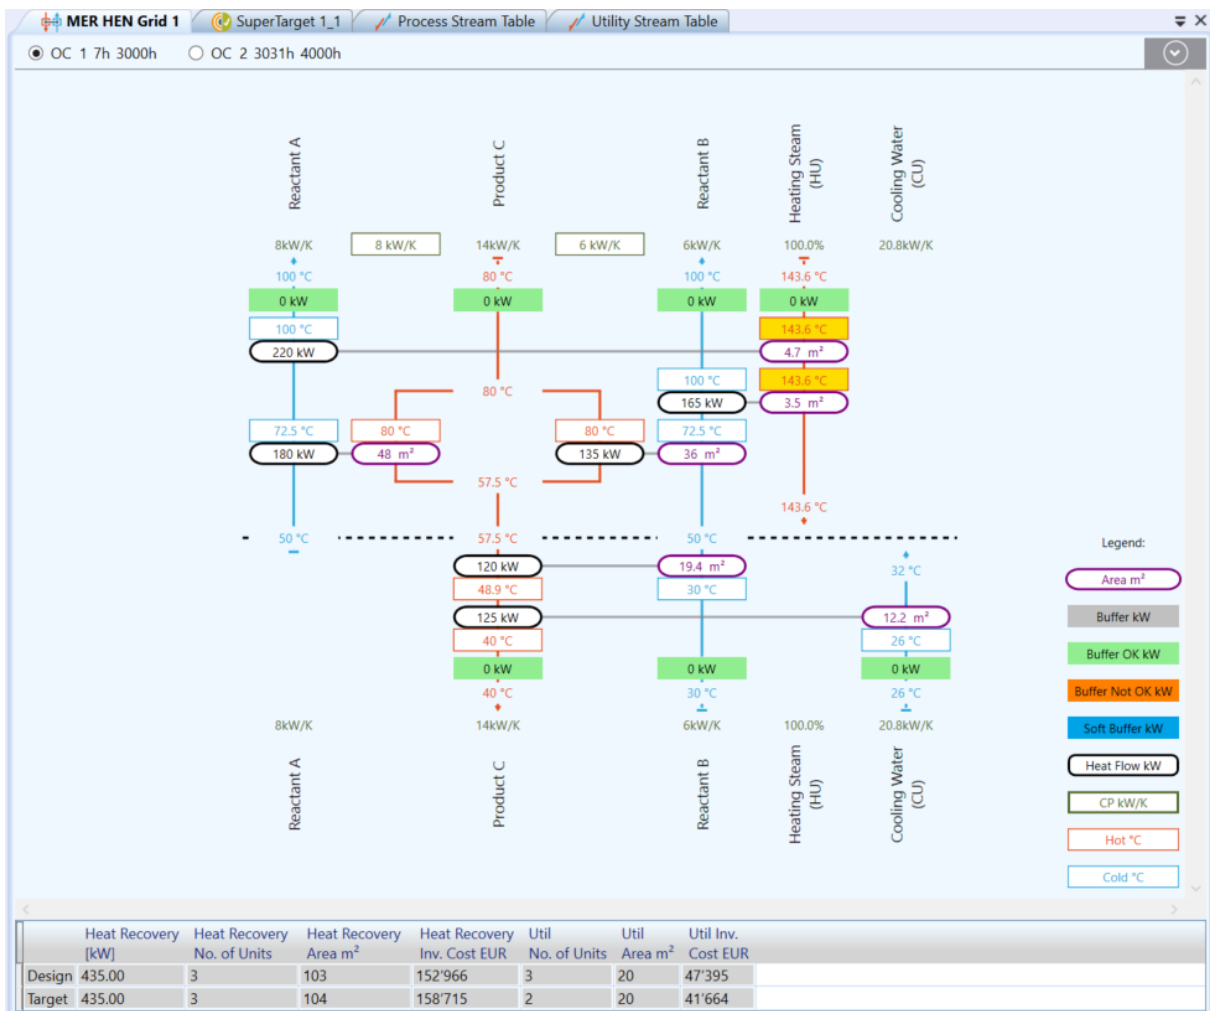 MER HEN Grid 1 SuperTarget 1_1 Process Stream Table Utility Stream Table
OC 1 7h 3000h OC 2 3031h 4000h
Reactant A Product C Reactant B Heating Steam (HU) Cooling Water (CU)
8kW/K 8 kW/K 14kW/K 6 kW/K 6kW/K 100.0% 20.8kW/K
100 °C 80 °C 100 °C 143.6 °C
0 kW 0 kW 0 kW 0 kW
100 °C 143.6 °C
220 kW 4.7 m²
80 °C 100 °C 143.6 °C
165 kW 3.5 m²
72.5 °C 80 °C 80 °C 72.5 °C
180 kW 48 m² 135 kW 36 m²
57.5 °C
143.6 °C
50 °C 57.5 °C 50 °C
Legend:
120 kW 19.4 m² 32 °C
Area m²
48.9 °C 30 °C
125 kW 12.2 m²
Buffer kW
40 °C 26 °C
Buffer OK kW
0 kW 0 kW 0 kW
40 °C 30 °C 26 °C
Buffer Not OK kW
8kW/K 14kW/K 6kW/K 100.0% 20.8kW/K
Soft Buffer kW
Reactant A Product C Reactant B Heating Steam (HU) Cooling Water (CU)
Heat Flow kW
CP kW/K
Hot °C
Cold °C
Heat Recovery Heat Recovery Heat Recovery Heat Recovery Util Util Util Inv.
[kW] No. of Units Area m² Inv. Cost EUR No. of Units Area m² Cost EUR
Design 435.00 3 103 152'966 3 20 47'395
Target 435.00 3 104 158'715 2 20 41'664